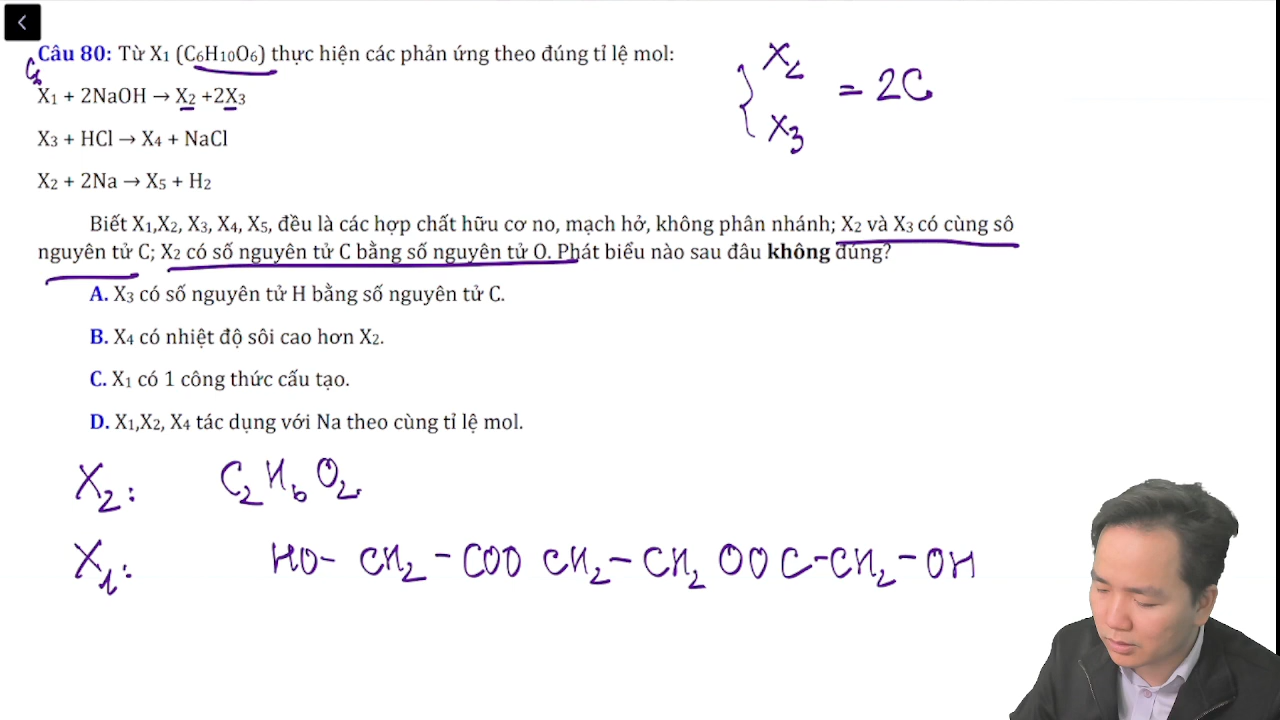 Câu 80: Từ X₁ (C₆H₁₀O₆) thực hiện các phản ứng theo đúng tỉ lệ mol:
C₆
X₁ + 2NaOH → X₂ +2X₃
X₃ + HCl → X₄ + NaCl
X₂ + 2Na → X₅ + H₂
X₂
X₃
= 2C
Biết X₁,X₂, X₃, X₄, X₅, đều là các hợp chất hữu cơ no, mạch hở, không phân nhánh; X₂ và X₃ có cùng sô
nguyên tử C; X₂ có số nguyên tử C bằng số nguyên tử O. Phát biểu nào sau đâu không đúng?
A. X₃ có số nguyên tử H bằng số nguyên tử C.
B. X₄ có nhiệt độ sôi cao hơn X₂.
C. X₁ có 1 công thức cấu tạo.
D. X₁,X₂, X₄ tác dụng với Na theo cùng tỉ lệ mol.
X₂: C₂H₆O₂
X₁: HO- CH₂ - COO CH₂ - CH₂ OO C-CH₂ - OH